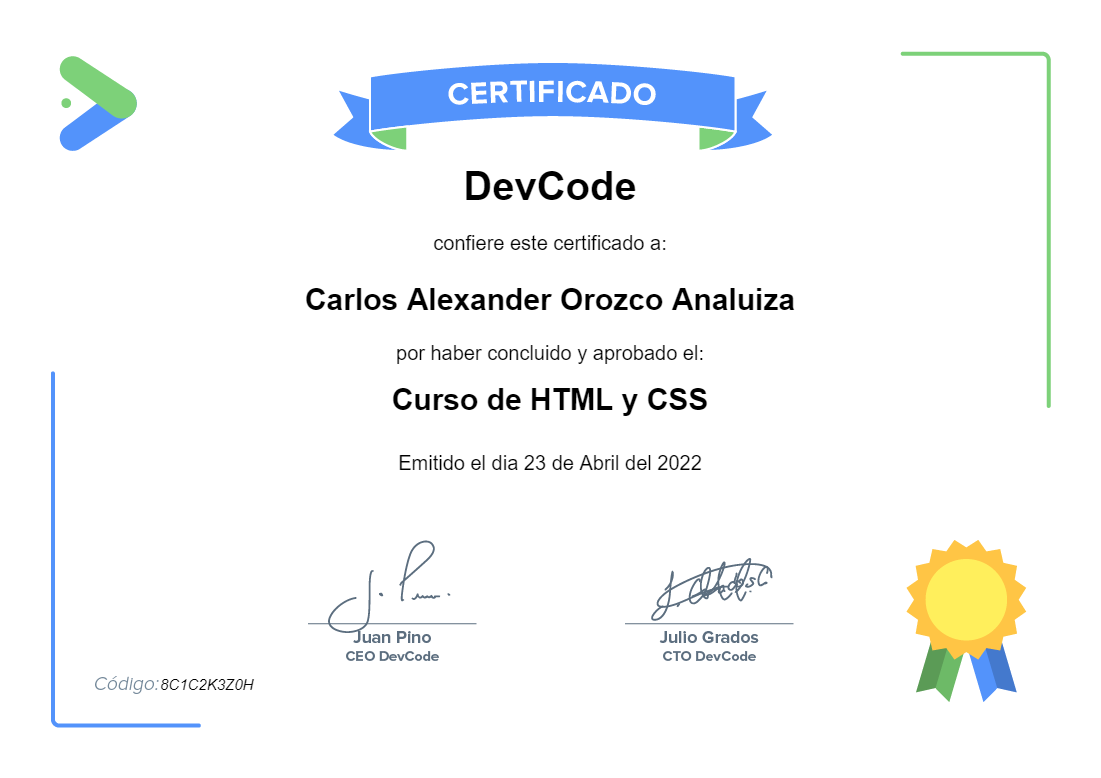 CERTIFICADO
DevCode
confiere este certificado a:
Carlos Alexander Orozco Analuiza
por haber concluido y aprobado el:
Curso de HTML y CSS
Emitido el dia 23 de Abril del 2022
Juan Pino
CEO DevCode
Julio Grados
CTO DevCode
Código:8C1C2K3Z0H